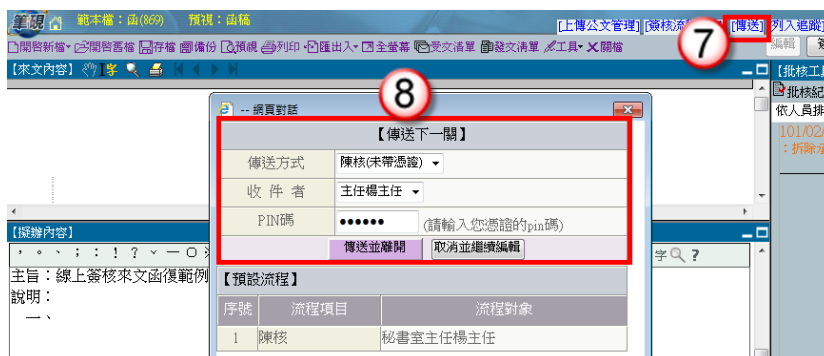 筆硯 範本檔：函(869) 預視：函稿
[上傳公文管理] [傳送] 列入追蹤
開啓新檔 開啓舊檔 存檔 備份 預視 列印 匯出入 全螢幕 受文清單 發文清單 工具 關檔
7
編輯
【來文內容】
【批核工
批核紀
依人員排
101/02/
8
-- 網頁對話
【傳送下一關】
傳送方式 陳核(未帶憑證)
收 件 者 主任楊主任
PIN碼 •••••• (請輸入您憑證的pin碼)
傳送並離開 取消並繼續編輯
【擬辦內容】
， 。 、 ； ： ！ ？
字 ?
主旨：線上簽核來文函復範例
說明：
一、
【預設流程】
序號 流程項目 流程對象
1 陳核 秘書室主任楊主任